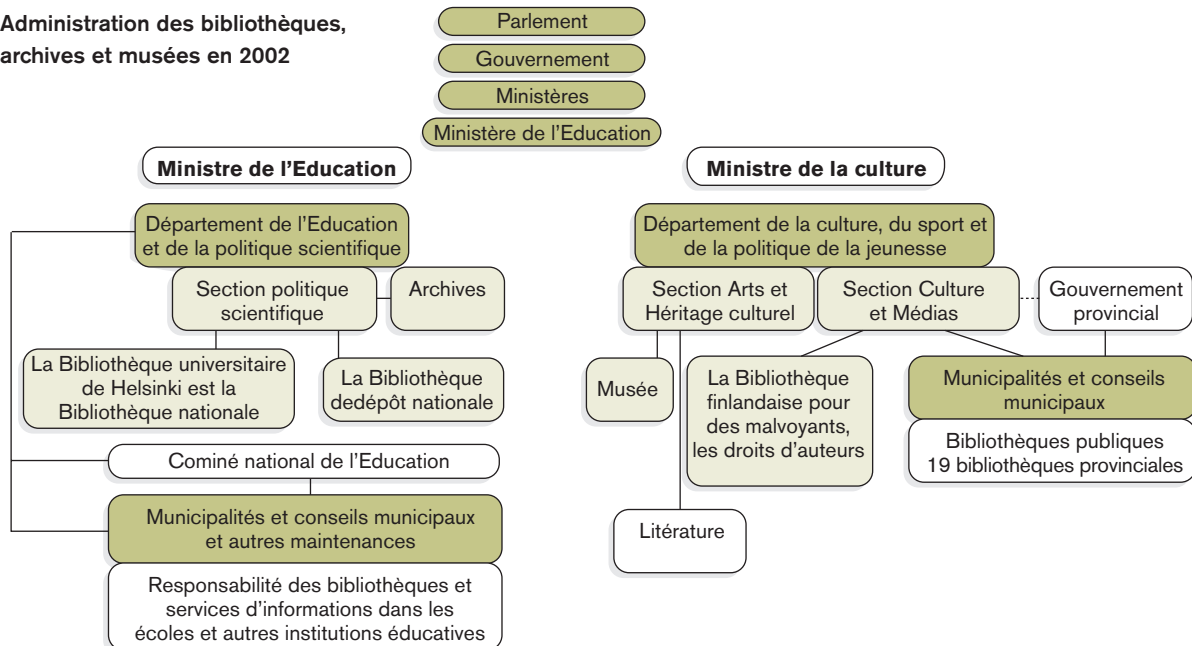 Administration des bibliothèques,
archives et musées en 2002
Parlement
Gouvernement
Ministères
Ministère de l'Education
Ministre de l'Education
Département de l'Education
et de la politique scientifique
Section politique
scientifique
Archives
La Bibliothèque universitaire
de Helsinki est la
Bibliothèque nationale
La Bibliothèque
dedépôt nationale
Cominé national de l'Education
Municipalités et conseils municipaux
et autres maintenances
Responsabilité des bibliothèques et
services d'informations dans les
écoles et autres institutions éducatives
Ministre de la culture
Département de la culture, du sport et
de la politique de la jeunesse
Section Arts et
Héritage culturel
Section Culture
et Médias
Gouvernement
provincial
Musée
La Bibliothèque
finlandaise pour
des malvoyants,
les droits d'auteurs
Municipalités et conseils
municipaux
Bibliothèques publiques
19 bibliothèques provinciales
Litérature